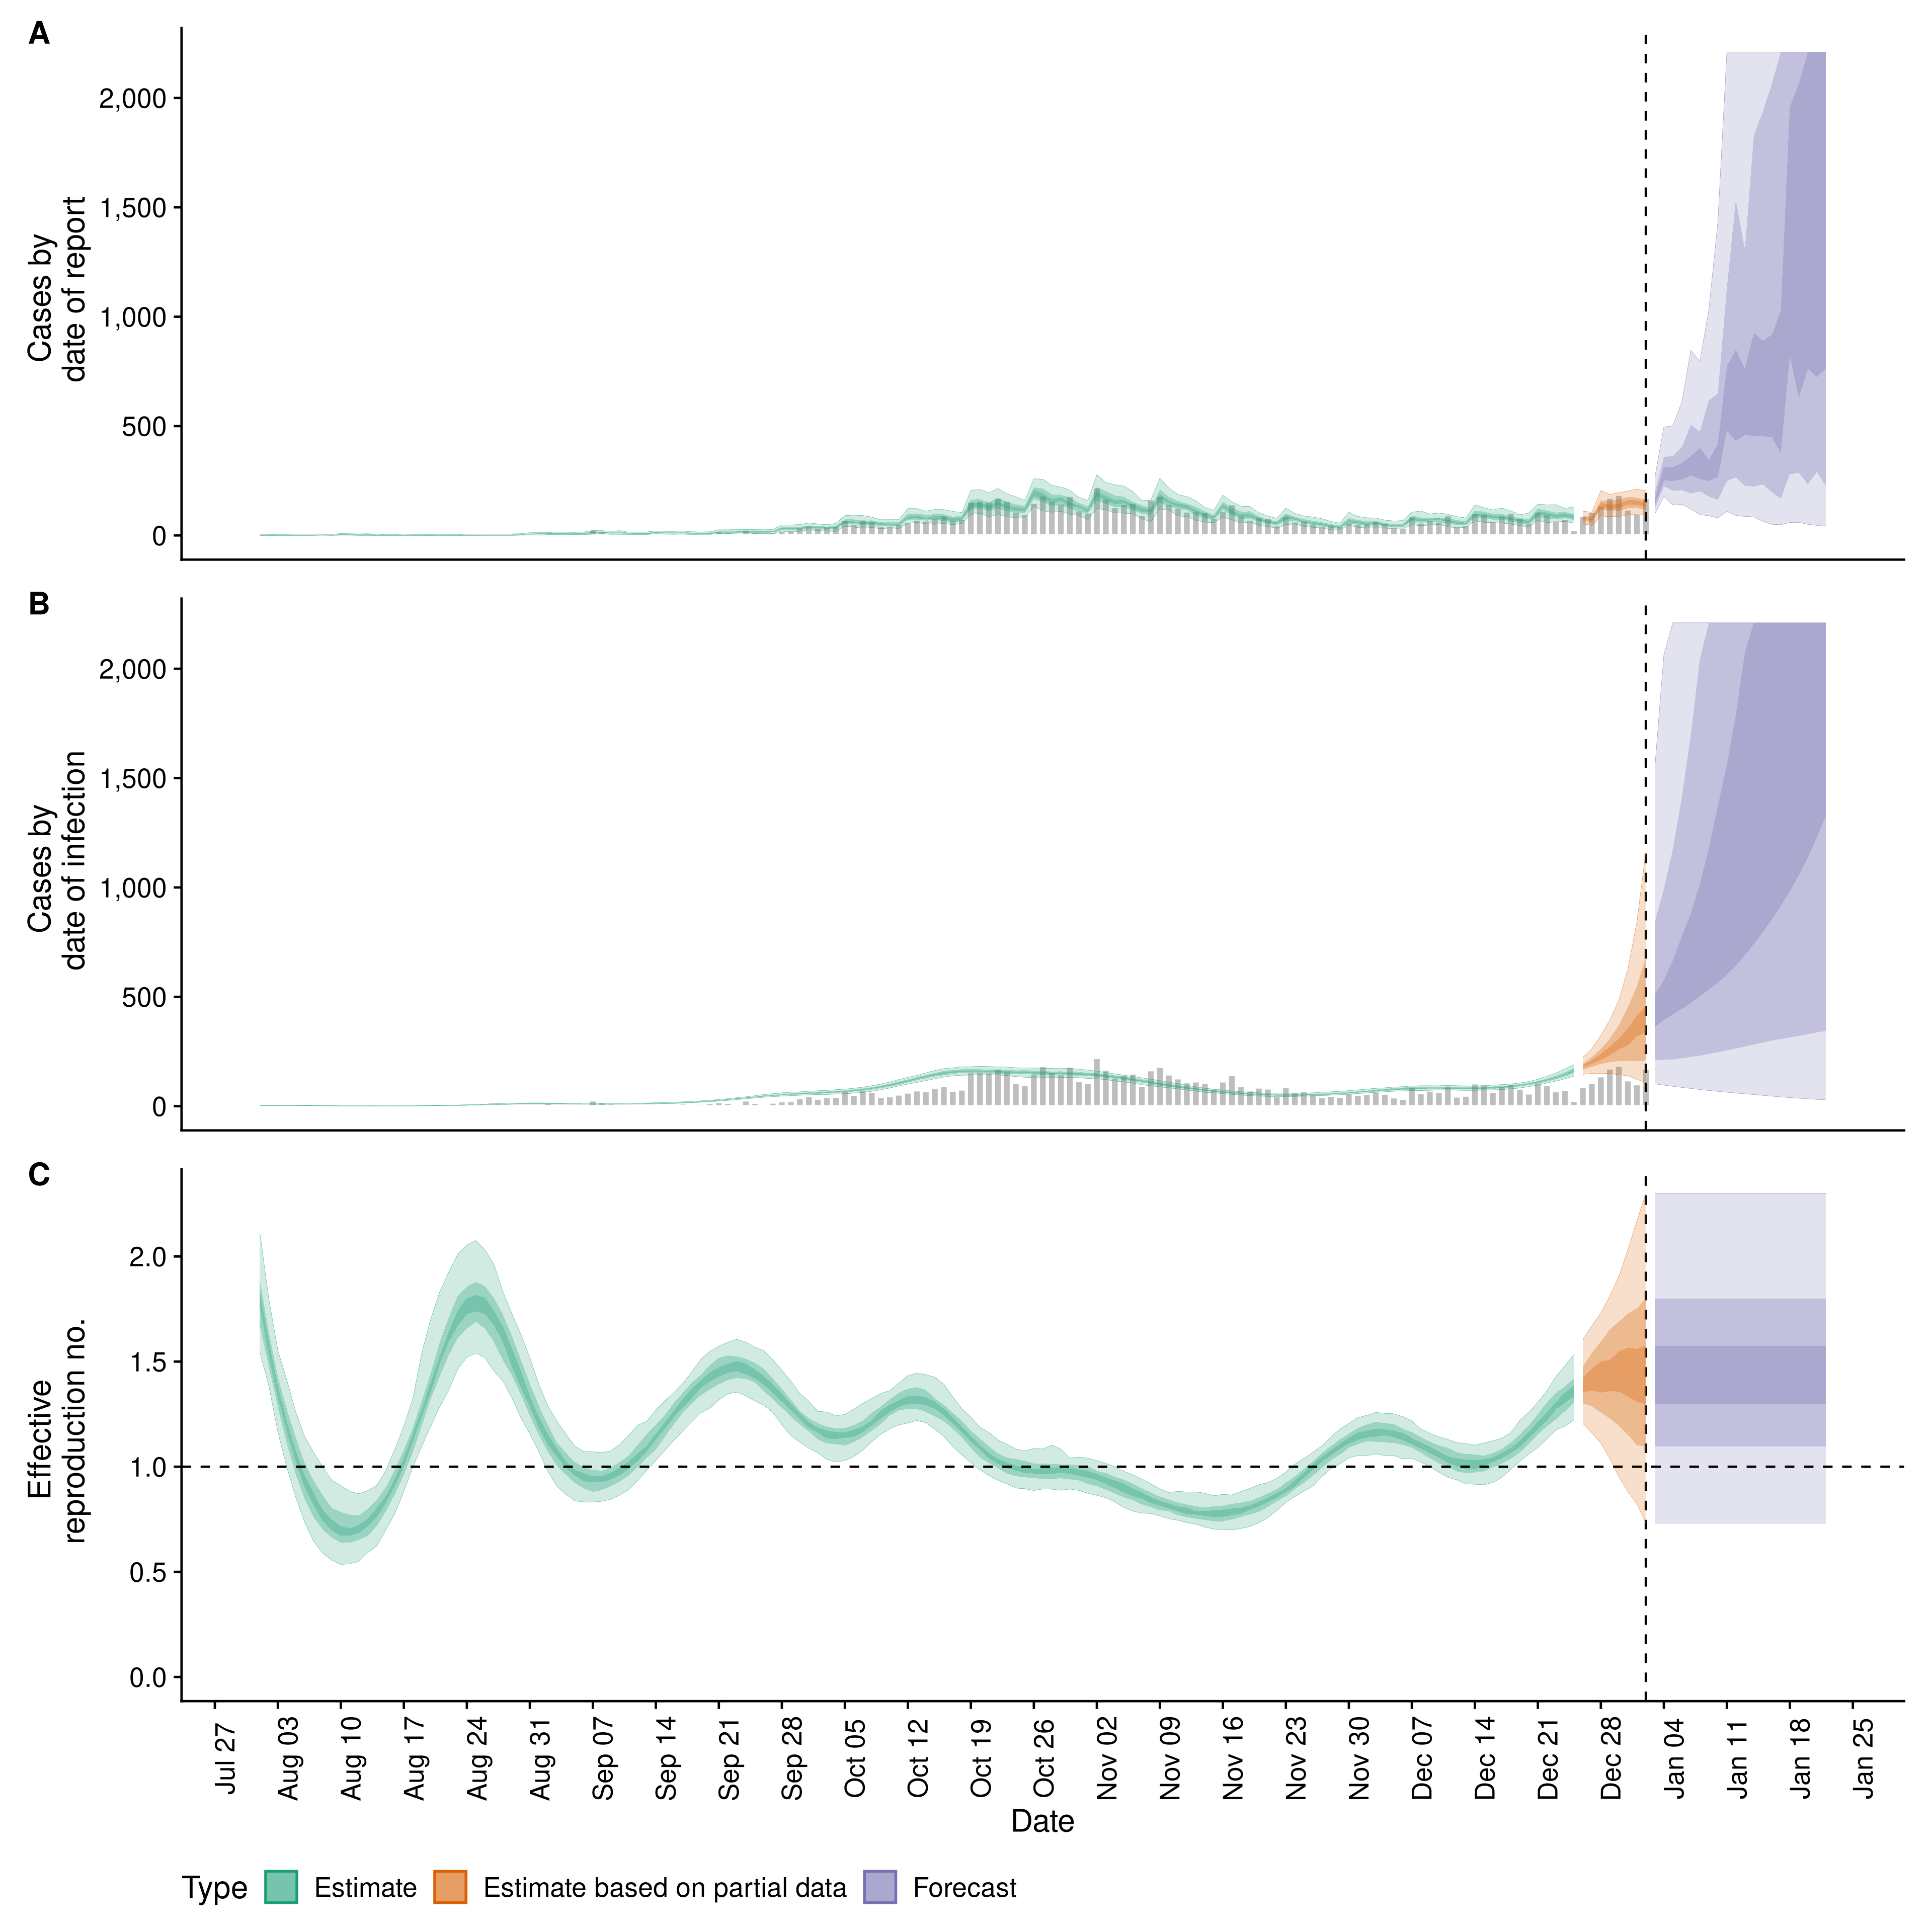 A
Cases by
date of report
2,000
1,500
1,000
500
0
B
Cases by
date of infection
2,000
1,500
1,000
500
0
C
Effective
reproduction no.
2.0
1.5
1.0
0.5
0.0
Jul 27 Aug 03 Aug 10 Aug 17 Aug 24 Aug 31 Sep 07 Sep 14 Sep 21 Sep 28 Oct 05 Oct 12 Oct 19 Oct 26 Nov 02 Nov 09 Nov 16 Nov 23 Nov 30 Dec 07 Dec 14 Dec 21 Dec 28 Jan 04 Jan 11 Jan 18 Jan 25
Date
Type Estimate Estimate based on partial data Forecast